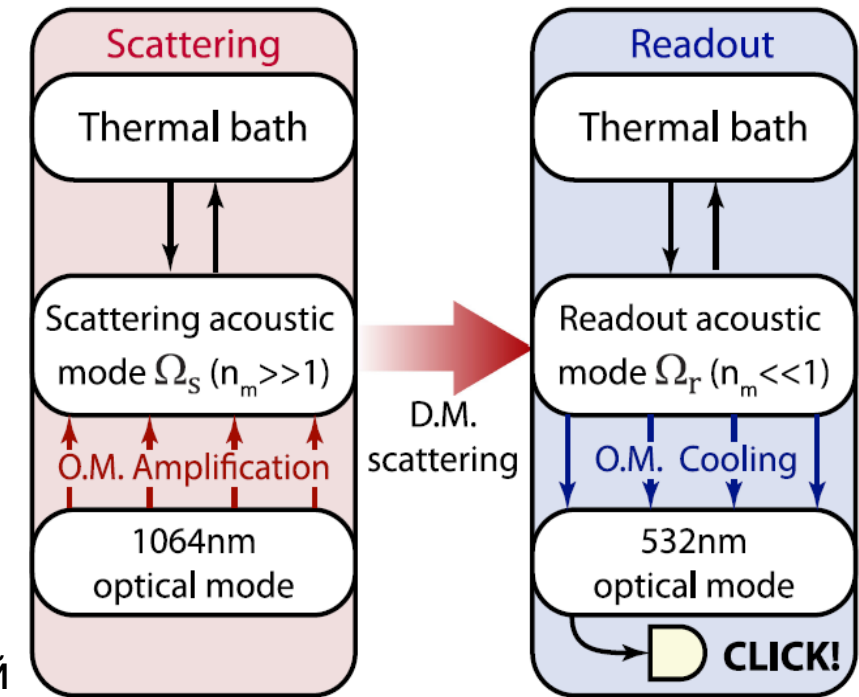 Scattering
Thermal bath
Scattering acoustic
mode Ωs (nm>>1)
O.M. Amplification
1064nm
optical mode
D.M.
scattering
Readout
Thermal bath
Readout acoustic
mode Ωr (nm<<1)
O.M. Cooling
532nm
optical mode
CLICK!
й